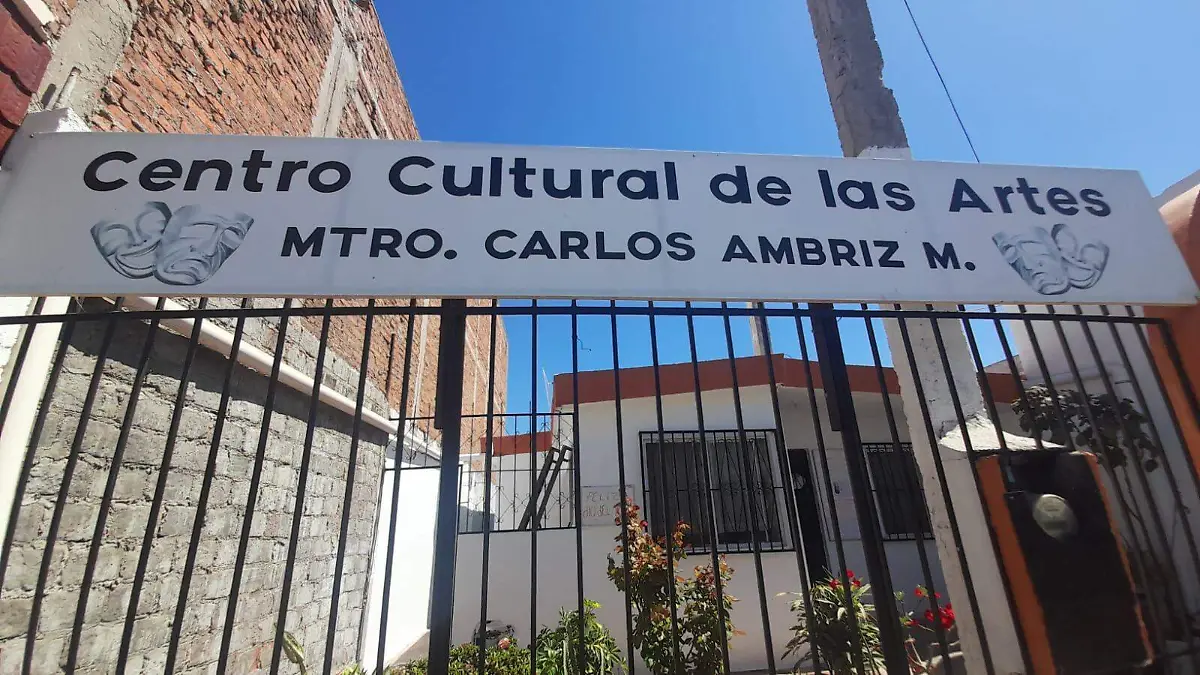 Centro Cultural de las Artes
MTRO. CARLOS AMBRIZ M.